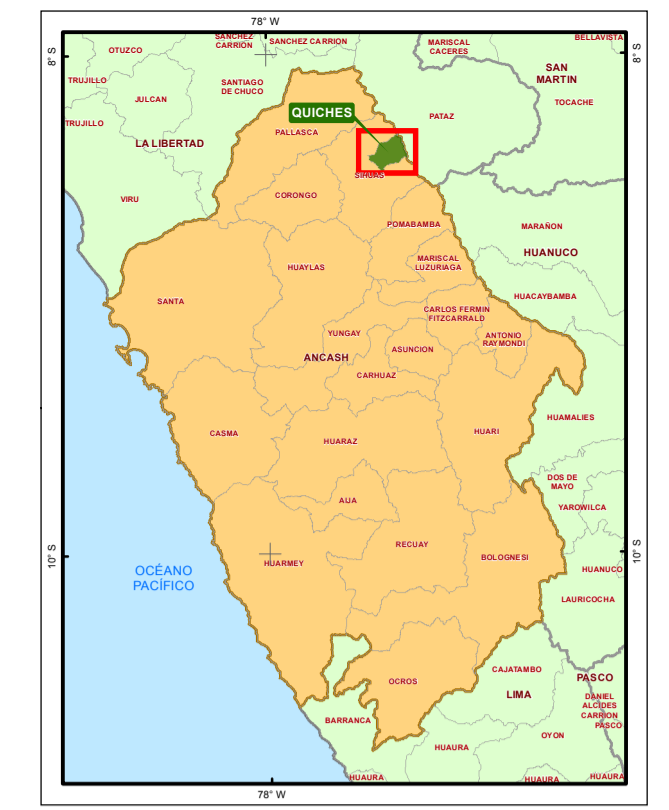 78° W
8° S
8° S
OTUZCO
SANCHEZ
CARRION
SANCHEZ CARRION
MARISCAL
CACERES
BELLAVISTA
SAN
MARTIN
TRUJILLO
JULCAN
SANTIAGO
DE CHUCO
TOCACHE
QUICHES
PATAZ
TRUJILLO
PALLASCA
LA LIBERTAD
SIHUAS
VIRU
CORONGO
POMABAMBA
MARAÑON
HUANUCO
HUAYLAS
MARISCAL
LUZURIAGA
SANTA
HUACAYBAMBA
CARLOS FERMIN
FITZCARRALD
YUNGAY
ANTONIO
RAYMONDI
ASUNCION
ANCASH
CARHUAZ
HUAMALIES
CASMA
HUARAZ
HUARI
DOS DE
MAYO
AIJA
YAROWILCA
RECUAY
10° S
10° S
HUARMEY
BOLOGNESI
OCÉANO
PACÍFICO
HUANUCO
LAURICOCHA
CAJATAMBO
OCROS
PASCO
LIMA
DANIEL
ALCIDES
CARRION
PASCO
BARRANCA
OYON
HUAURA
HUAURA
HUAURA
HUAURA
78° W